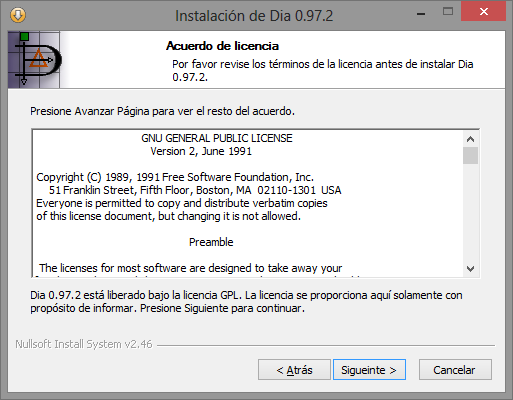 Instalación de Dia 0.97.2
Acuerdo de licencia
Por favor revise los términos de la licencia antes de instalar Dia
0.97.2.
Presione Avanzar Página para ver el resto del acuerdo.
GNU GENERAL PUBLIC LICENSE
Version 2, June 1991
Copyright (C) 1989, 1991 Free Software Foundation, Inc.
51 Franklin Street, Fifth Floor, Boston, MA  02110-1301  USA
Everyone is permitted to copy and distribute verbatim copies
of this license document, but changing it is not allowed.
Preamble
The licenses for most software are designed to take away your
Dia 0.97.2 está liberado bajo la licencia GPL. La licencia se proporciona aquí solamente con
propósito de informar. Presione Siguiente para continuar.
Nullsoft Install System v2.46
< Atrás
Sigueinte >
Cancelar